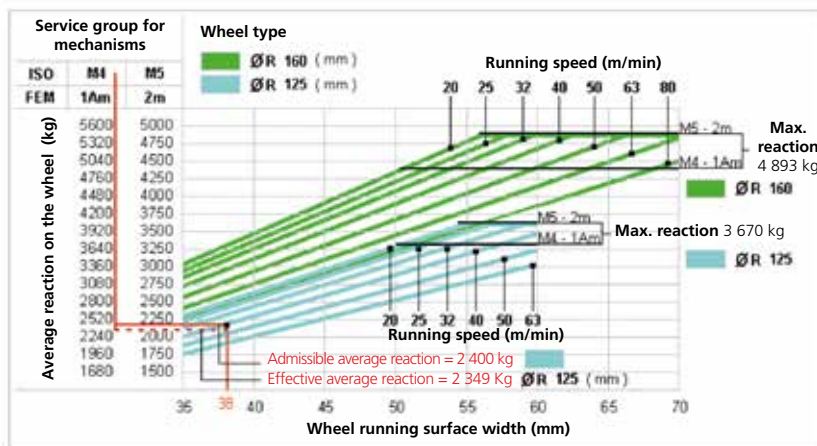 Service group for
mechanisms
ISO M4 M5
FEM 1Am 2m
Wheel type
ØR 160 (mm)
ØR 125 (mm)
Running speed (m/min)
20 25 32 40 50 63 80
Average reaction on the wheel (kg)
5600 5000
5320 4750
5040 4500
4760 4250
4480 4000
4200 3750
3920 3500
3640 3250
3360 3000
3080 2750
2800 2500
2520 2250
2240 2000
1960 1750
1680 1500
M5 - 2m
M4 - 1Am
Max.
reaction
4 893 kg
ØR 160
M5 - 2m
M4 - 1Am
Max. reaction 3 670 kg
ØR 125
20 25 32 40 50 63
Running speed (m/min)
Admissible average reaction = 2 400 kg
Effective average reaction = 2 349 Kg
ØR 125 (mm)
35 38 40 45 50 55 60 65 70
Wheel running surface width (mm)